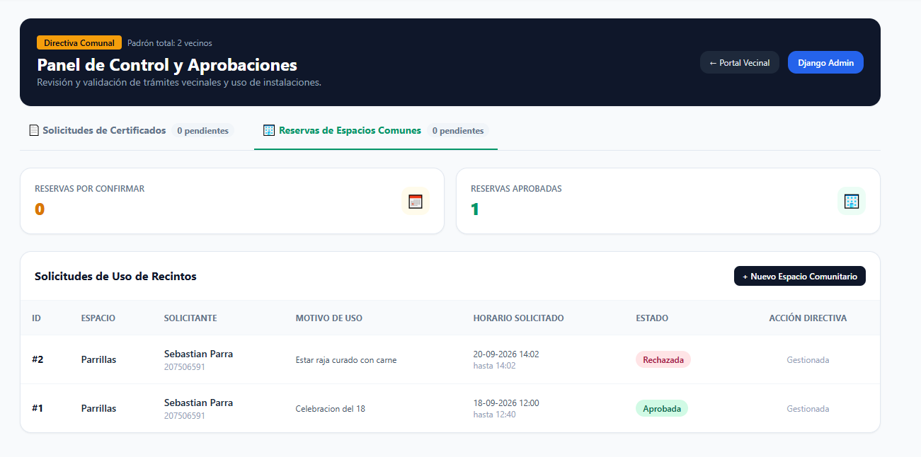 Directiva Comunal Padrón total: 2 vecinos
Panel de Control y Aprobaciones
Revisión y validación de trámites vecinales y uso de instalaciones.
← Portal Vecinal Django Admin
Solicitudes de Certificados 0 pendientes Reservas de Espacios Comunes 0 pendientes
RESERVAS POR CONFIRMAR
0
RESERVAS APROBADAS
1
Solicitudes de Uso de Recintos + Nuevo Espacio Comunitario
ID ESPACIO SOLICITANTE MOTIVO DE USO HORARIO SOLICITADO ESTADO ACCIÓN DIRECTIVA
#2 Parrillas Sebastian Parra Estar raja curado con carne 20-09-2026 14:02 Rechazada Gestionada
207506591 hasta 14:02
#1 Parrillas Sebastian Parra Celebracion del 18 18-09-2026 12:00 Aprobada Gestionada
207506591 hasta 12:40